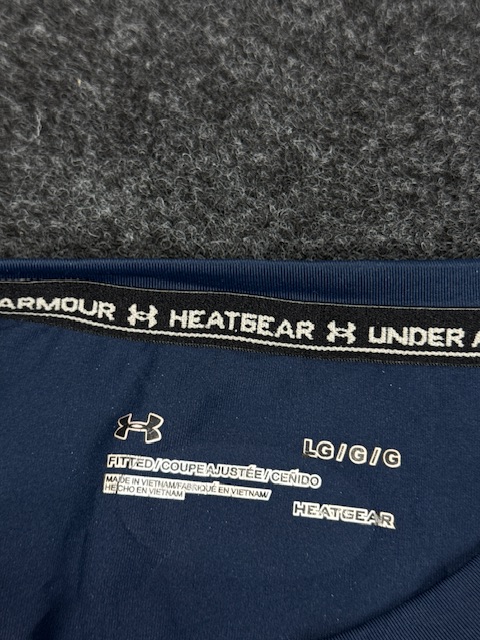 ARMOUR HEATGEAR UNDER
LG/G/G
FITTED/COUPE AJUSTÉE/CEÑIDO
MADE IN VIETNAM/FABRIQUÉ EN VIETNAM/
HECHO EN VIETNAM
HEATGEAR